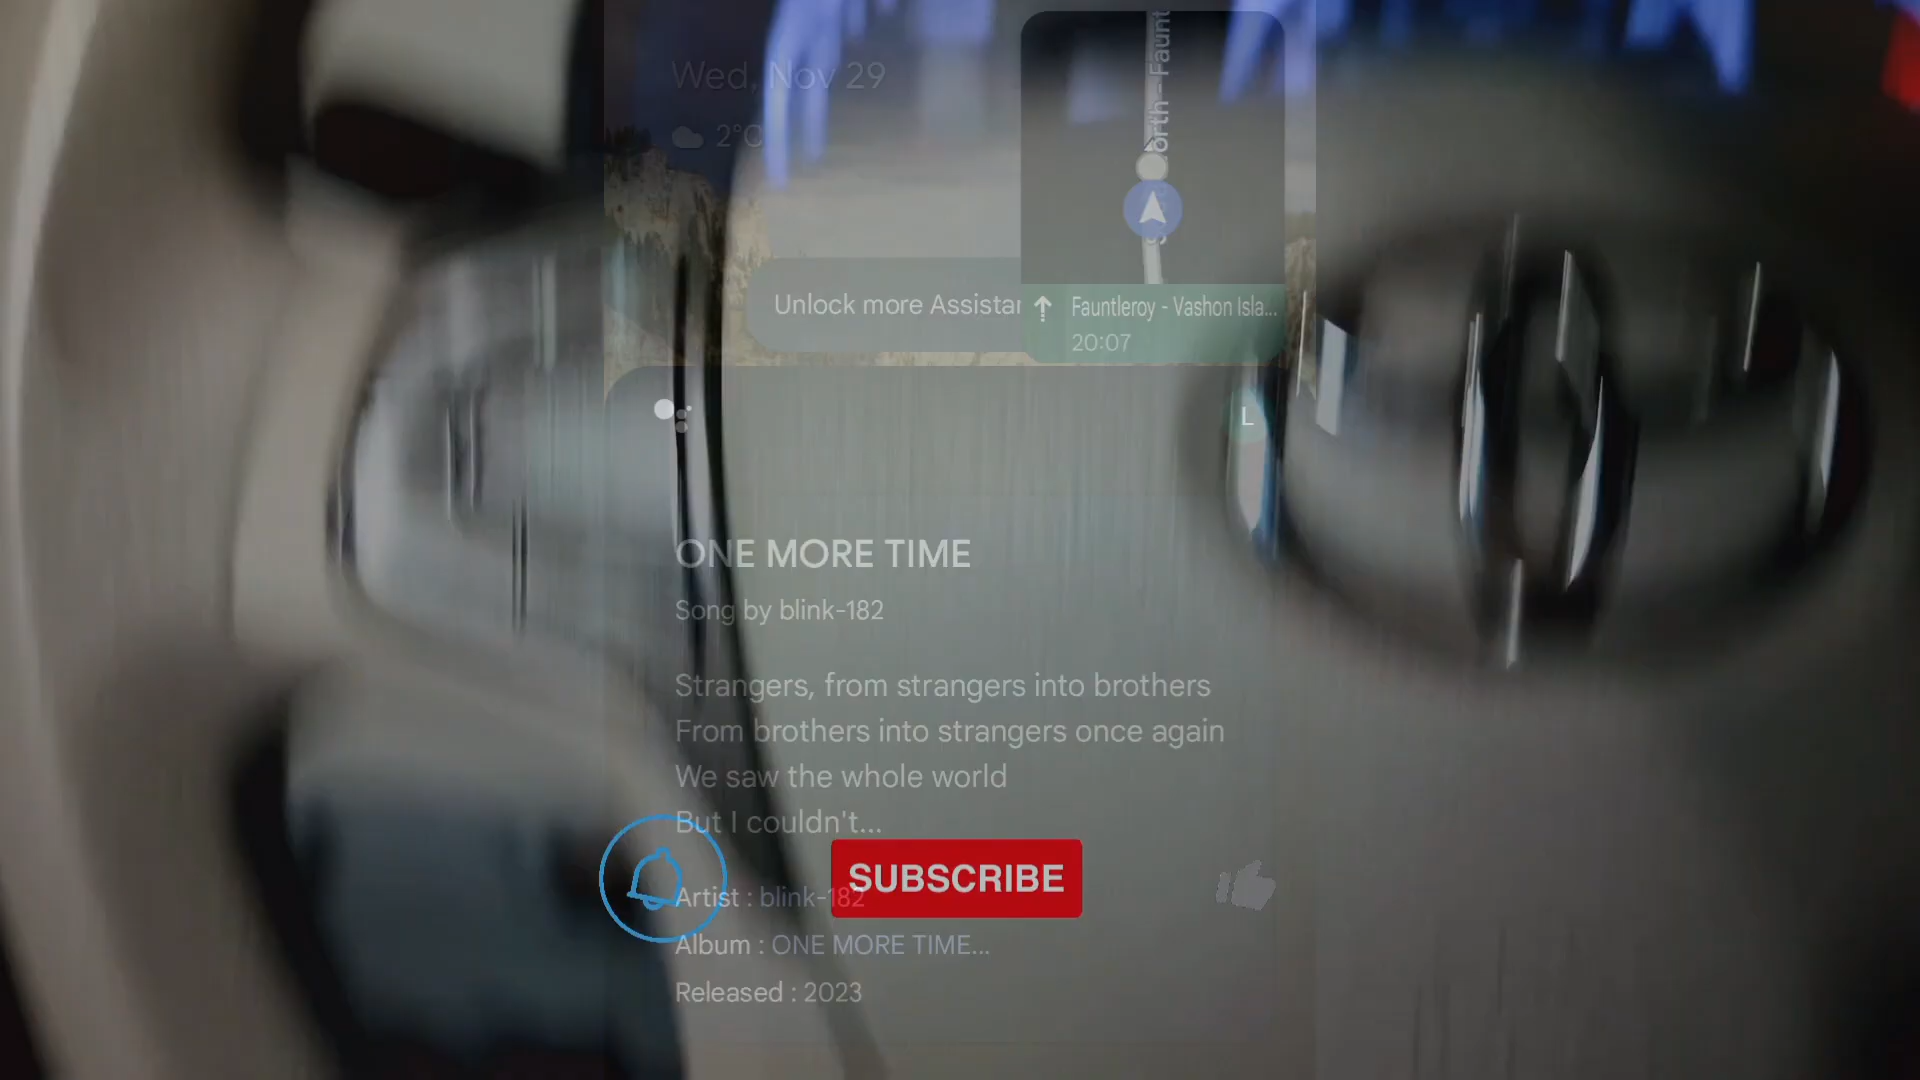 Wed, Nov 29
2°C
Unlock more
Fauntleroy - Vashon Isla...
20:07
L
ONE MORE TIME
Song by blink-182
Strangers, from strangers into brothers
From brothers into strangers once again
We saw the whole world
But I couldn't...
SUBSCRIBE
Artist : blink-182
Album : ONE MORE TIME...
Released : 2023